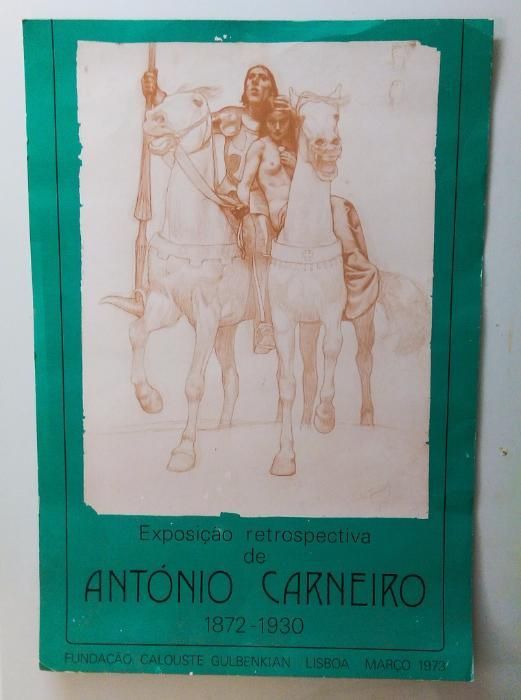 Exposição retrospectiva
de
ANTÓNIO CARNEIRO
1872-1930
FUNDAÇÃO CALOUSTE GULBENKIAN LISBOA MARÇO 1973